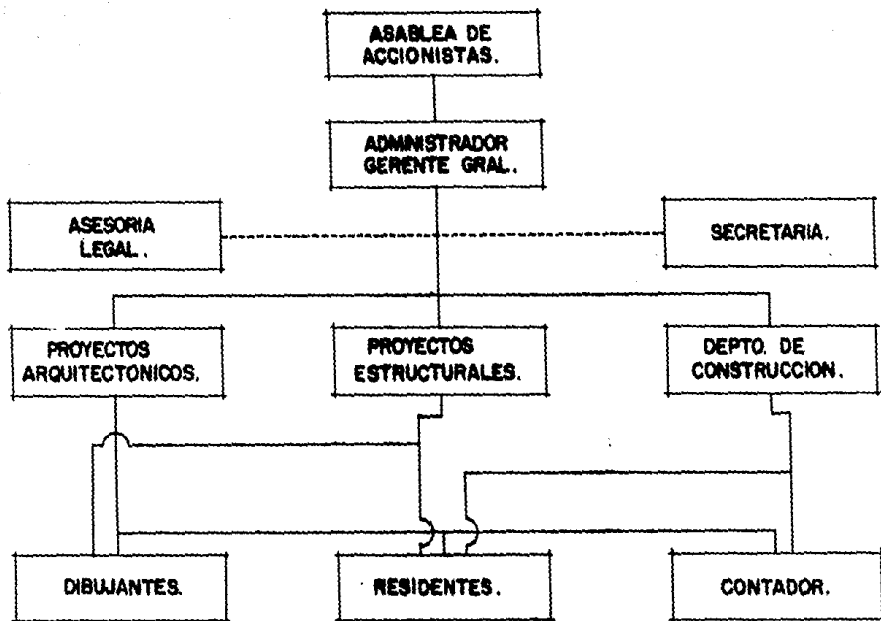 ASABLEA DE
ACCIONISTAS.
ADMINISTRADOR
GERENTE GRAL.
ASESORIA
LEGAL.
SECRETARIA.
PROYECTOS
ARQUITECTONICOS.
PROYECTOS
ESTRUCTURALES.
DEPTO. DE
CONSTRUCCION.
DIBUJANTES.
RESIDENTES.
CONTADOR.